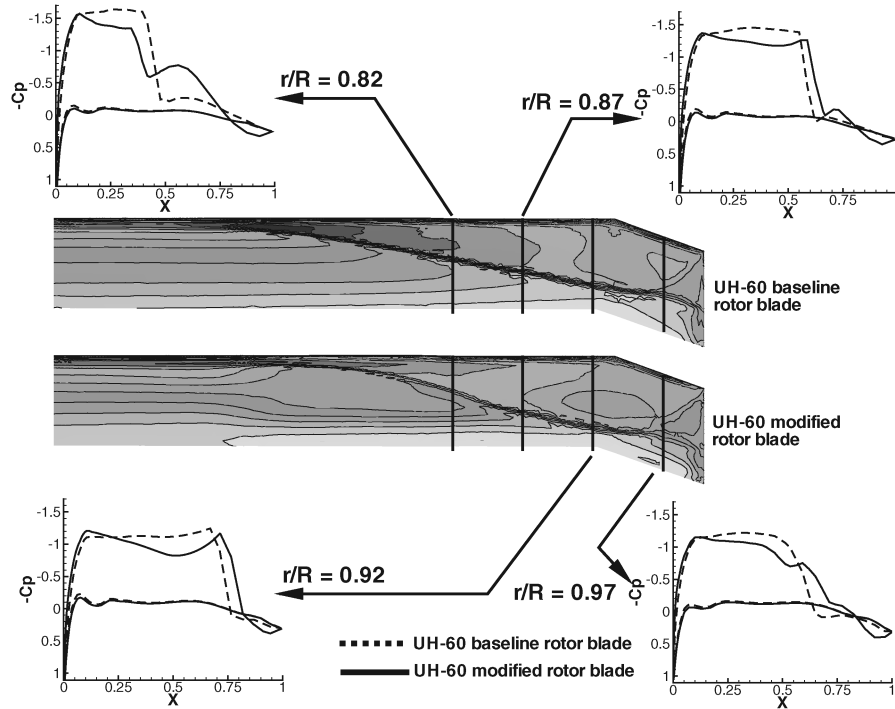 -1.5
-1
-0.5
0
0.5
1
-Cp
0 0.25 0.5 0.75 1
X
r/R = 0.82
-1.5
-1
-0.5
0
0.5
1
-Cp
0 0.25 0.5 0.75 1
X
r/R = 0.87
UH-60 baseline
rotor blade
UH-60 modified
rotor blade
-1.5
-1
-0.5
0
0.5
1
-Cp
0 0.25 0.5 0.75 1
X
r/R = 0.92
-1.5
-1
-0.5
0
0.5
1
-Cp
0 0.25 0.5 0.75 1
X
r/R = 0.97
UH-60 baseline rotor blade
UH-60 modified rotor blade